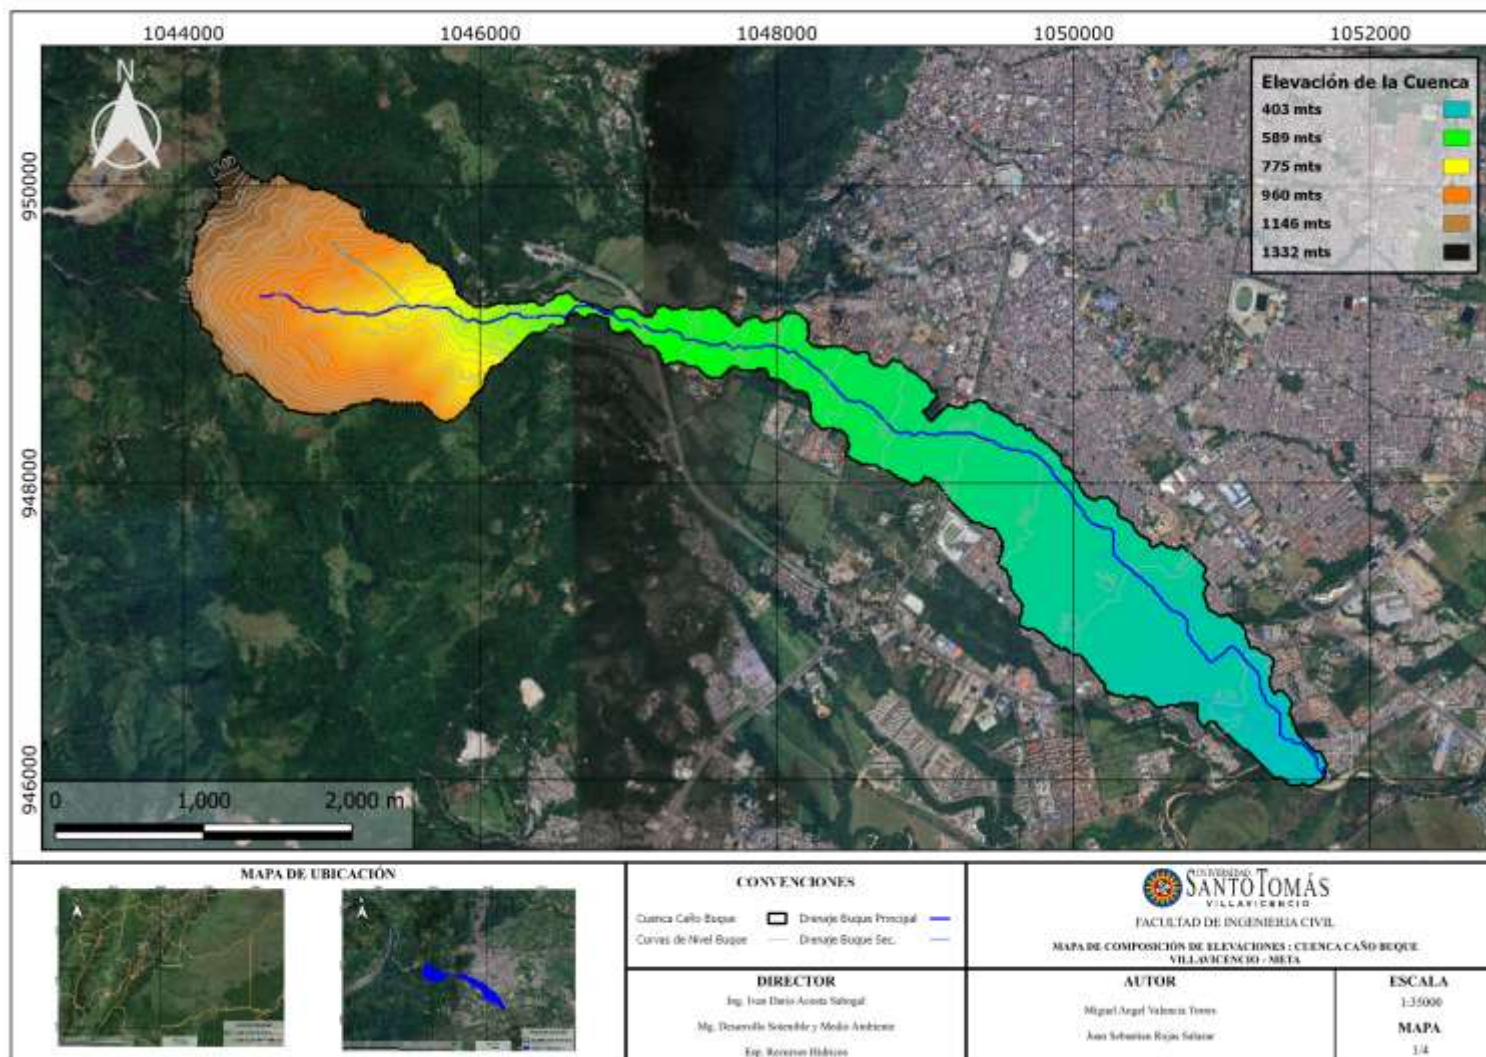 1044000 1046000 1048000 1050000 1052000
N
950000
948000
946000
Elevación de la Cuenca
403 mts
589 mts
775 mts
960 mts
1146 mts
1332 mts
0 1,000 2,000 m
MAPA DE UBICACIÓN
CONVENCIONES
Cuenca Caño Buque
Drenaje Buque Principal
Curvas de Nivel Buque
Drenaje Buque Sec.
DIRECTOR
Ing. Ivan Dario Acosta Sabogal
Mg. Desarrollo Sostenible y Medio Ambiente
Esp. Recursos Hídricos
UNIVERSIDAD
SANTO TOMÁS
VILLAVICENCIO
FACULTAD DE INGENIERIA CIVIL
MAPA DE COMPOSICIÓN DE ELEVACIONES : CUENCA CAÑO BUQUE
VILLAVICENCIO - META
AUTOR
Miguel Angel Valencia Torres
Juan Sebastian Rojas Salazar
ESCALA
1:35000
MAPA
1/4